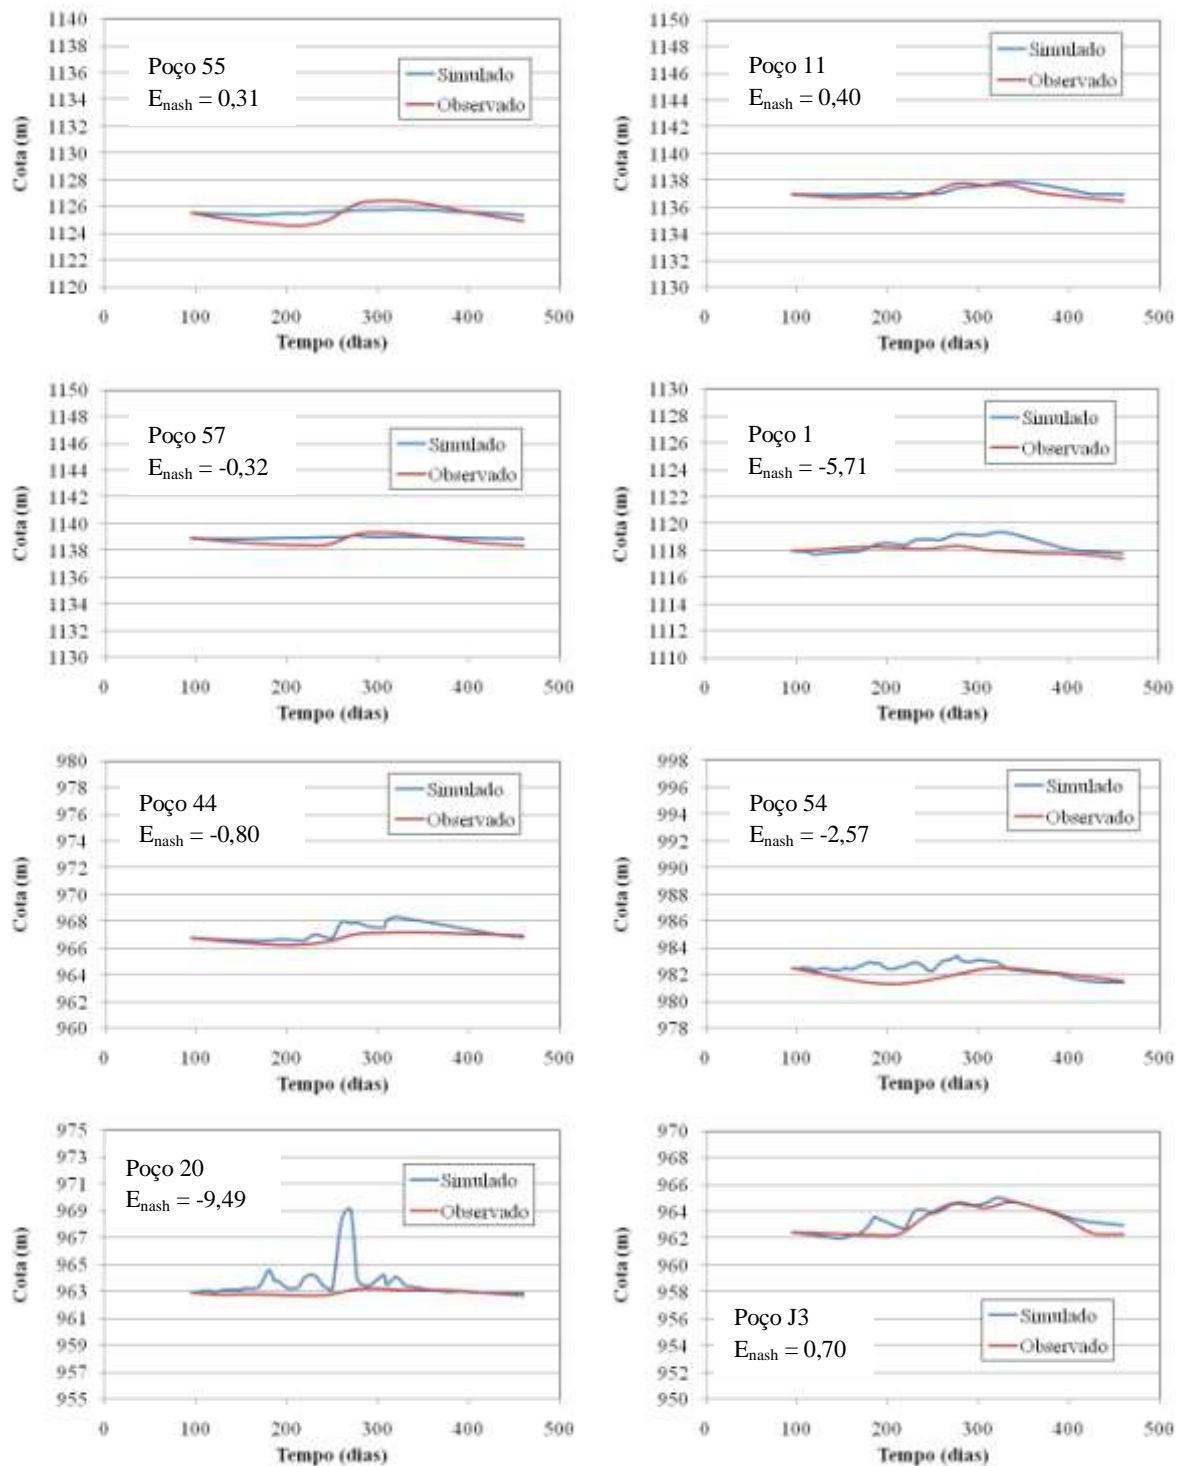 1140
1138
1136
1134
1132
1130
1128
1126
1124
1122
1120
Cota (m)
Poço 55
Enash = 0,31
Simulado
Observado
0 100 200 300 400 500
Tempo (dias)
1150
1148
1146
1144
1142
1140
1138
1136
1134
1132
1130
Cota (m)
Poço 11
Enash = 0,40
Simulado
Observado
0 100 200 300 400 500
Tempo (dias)
1150
1148
1146
1144
1142
1140
1138
1136
1134
1132
1130
Cota (m)
Poço 57
Enash = -0,32
Simulado
Observado
0 100 200 300 400 500
Tempo (dias)
1130
1128
1126
1124
1122
1120
1118
1116
1114
1112
1110
Cota (m)
Poço 1
Enash = -5,71
Simulado
Observado
0 100 200 300 400 500
Tempo (dias)
980
978
976
974
972
970
968
966
964
962
960
Cota (m)
Poço 44
Enash = -0,80
Simulado
Observado
0 100 200 300 400 500
Tempo (dias)
998
996
994
992
990
988
986
984
982
980
978
Cota (m)
Poço 54
Enash = -2,57
Simulado
Observado
0 100 200 300 400 500
Tempo (dias)
975
973
971
969
967
965
963
961
959
957
955
Cota (m)
Poço 20
Enash = -9,49
Simulado
Observado
0 100 200 300 400 500
Tempo (dias)
970
968
966
964
962
960
958
956
954
952
950
Cota (m)
Poço J3
Enash = 0,70
Simulado
Observado
0 100 200 300 400 500
Tempo (dias)